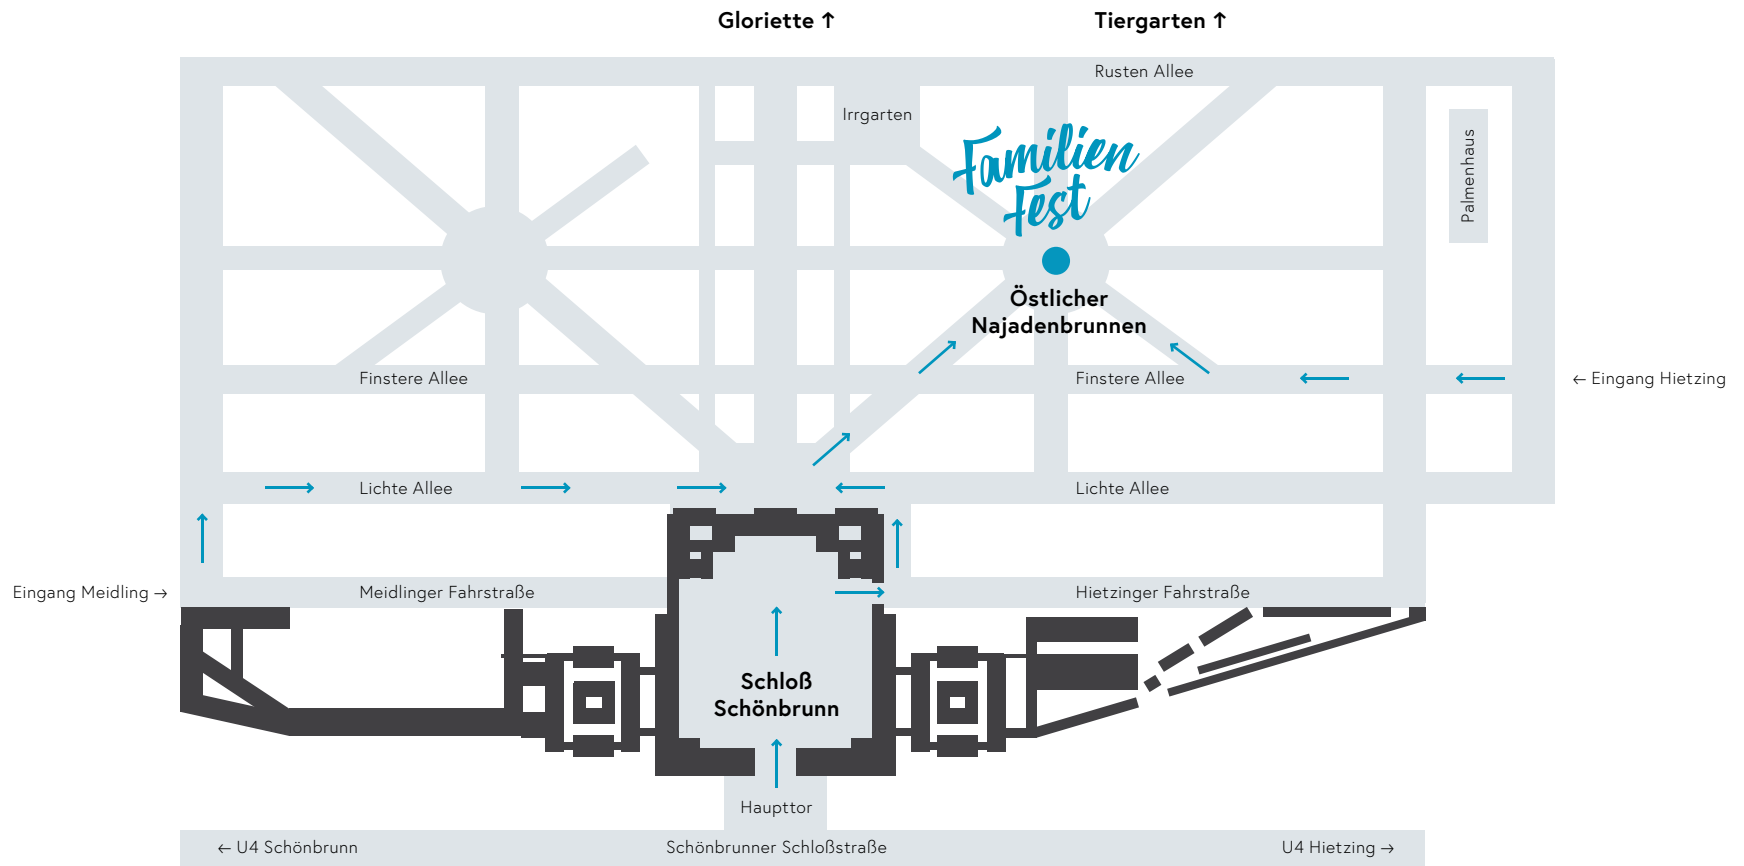 Gloriette ↑
Tiergarten ↑
Rusten Allee
Irrgarten
Familien
Fest
Palmenhaus
Östlicher
Najadenbrunnen
Finstere Allee
Finstere Allee
← Eingang Hietzing
Lichte Allee
Lichte Allee
Eingang Meidling →
Meidlinger Fahrstraße
Hietzinger Fahrstraße
Schloß
Schönbrunn
Haupttor
← U4 Schönbrunn
Schönbrunner Schloßstraße
U4 Hietzing →